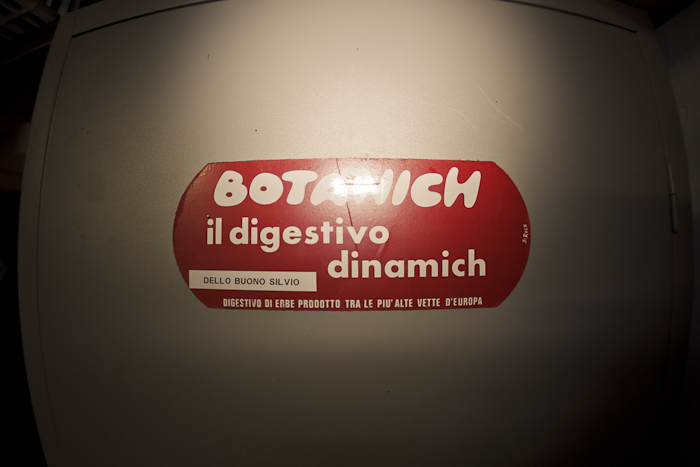 BOTANICH
il digestivo
dinamich
DELLO BUONO SILVIO
DIGESTIVO DI ERBE PRODOTTO TRA LE PIU' ALTE VETTE D'EUROPA